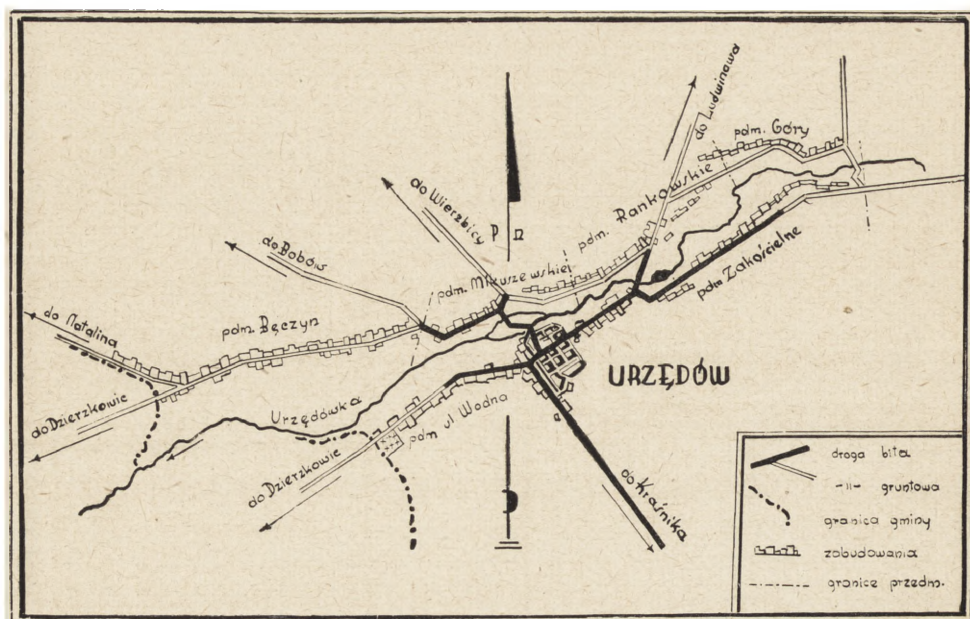 do Ludwinowa
pdm. Góry
do Wierzbicy
pdm. Rankowskie
Pn
do Bobów
pdm. Mikuszewskie
pdm Zakościelne
do Natalina
pdm. Bęczyn
URZĘDÓW
do Dzierzkowic
Urzędówka
pdm ul Wodna
do Dzierzkowic
do Kraśnika
droga bita
-||- gruntowa
granica gminy
zabudowania
granice przedm.